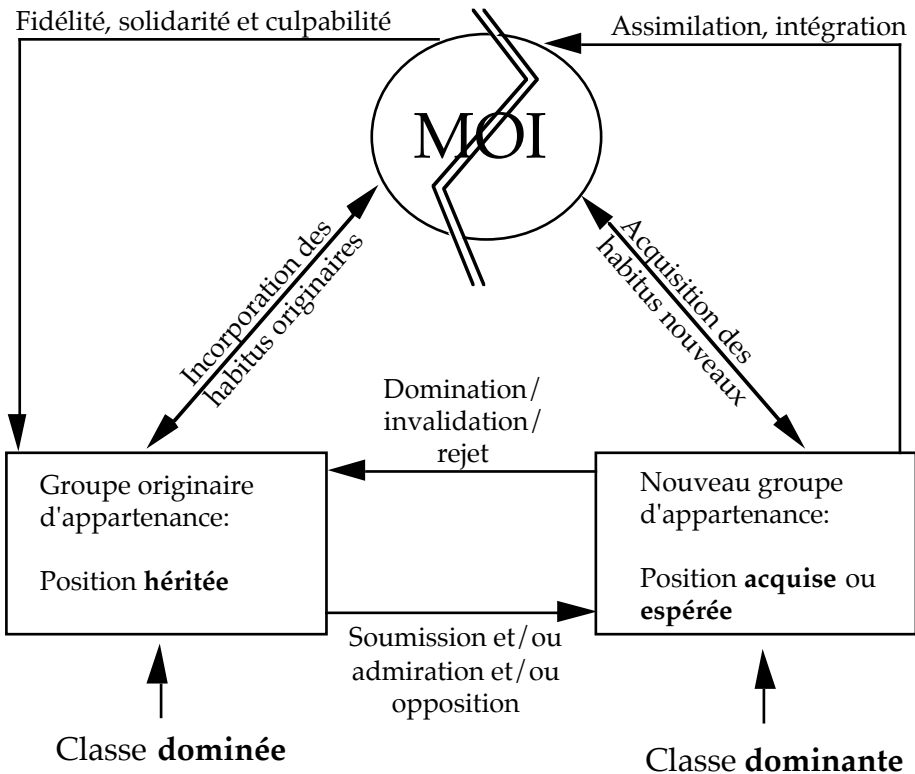 Fidélité, solidarité et culpabilité
Assimilation, intégration
MOI
Incorporation des
habitus originaires
Acquisition des
habitus nouveaux
Domination/
invalidation/
rejet
Groupe originaire
d'appartenance:
Position héritée
Nouveau groupe
d'appartenance:
Position acquise ou
espérée
Soumission et/ou
admiration et/ou
opposition
Classe dominée
Classe dominante